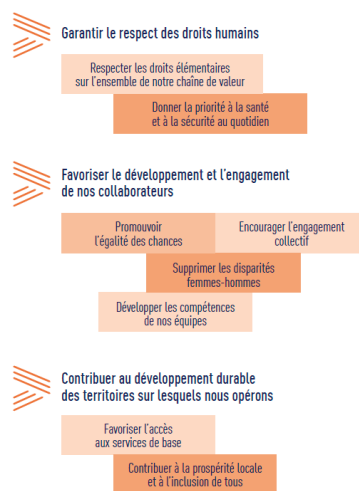 Garantir le respect des droits humains
Respecter les droits élémentaires
sur l'ensemble de notre chaîne de valeur
Donner la priorité à la santé
et à la sécurité au quotidien
Favoriser le développement et l'engagement
de nos collaborateurs
Promouvoir
l'égalité des chances
Encourager l'engagement
collectif
Supprimer les disparités
femmes-hommes
Développer les compétences
de nos équipes
Contribuer au développement durable
des territoires sur lesquels nous opérons
Favoriser l'accès
aux services de base
Contribuer à la prospérité locale
et à l'inclusion de tous